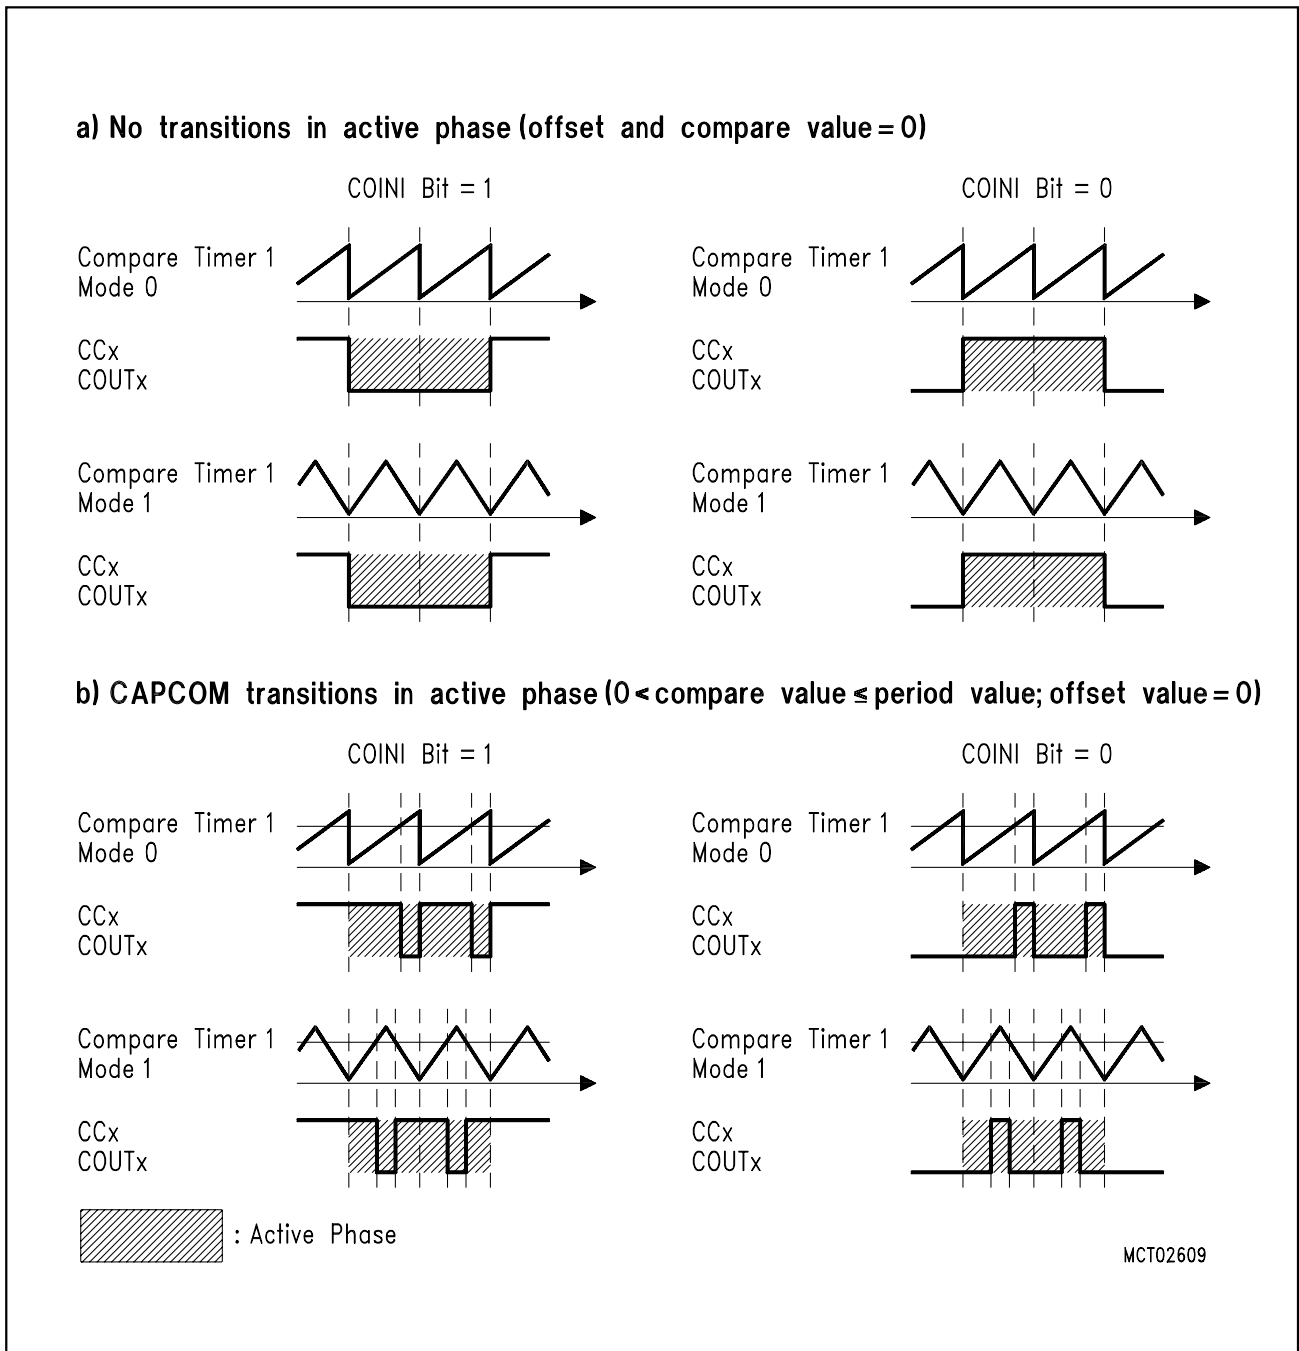 a) No transitions in active phase (offset and compare value = 0)
COINI Bit = 1
COINI Bit = 0
Compare Timer 1
Mode 0
Compare Timer 1
Mode 0
CCx
COUTx
CCx
COUTx
Compare Timer 1
Mode 1
Compare Timer 1
Mode 1
CCx
COUTx
CCx
COUTx
b) CAPCOM transitions in active phase (0 < compare value ≤ period value; offset value = 0)
COINI Bit = 1
COINI Bit = 0
Compare Timer 1
Mode 0
Compare Timer 1
Mode 0
CCx
COUTx
CCx
COUTx
Compare Timer 1
Mode 1
Compare Timer 1
Mode 1
CCx
COUTx
CCx
COUTx
: Active Phase
MCT02609